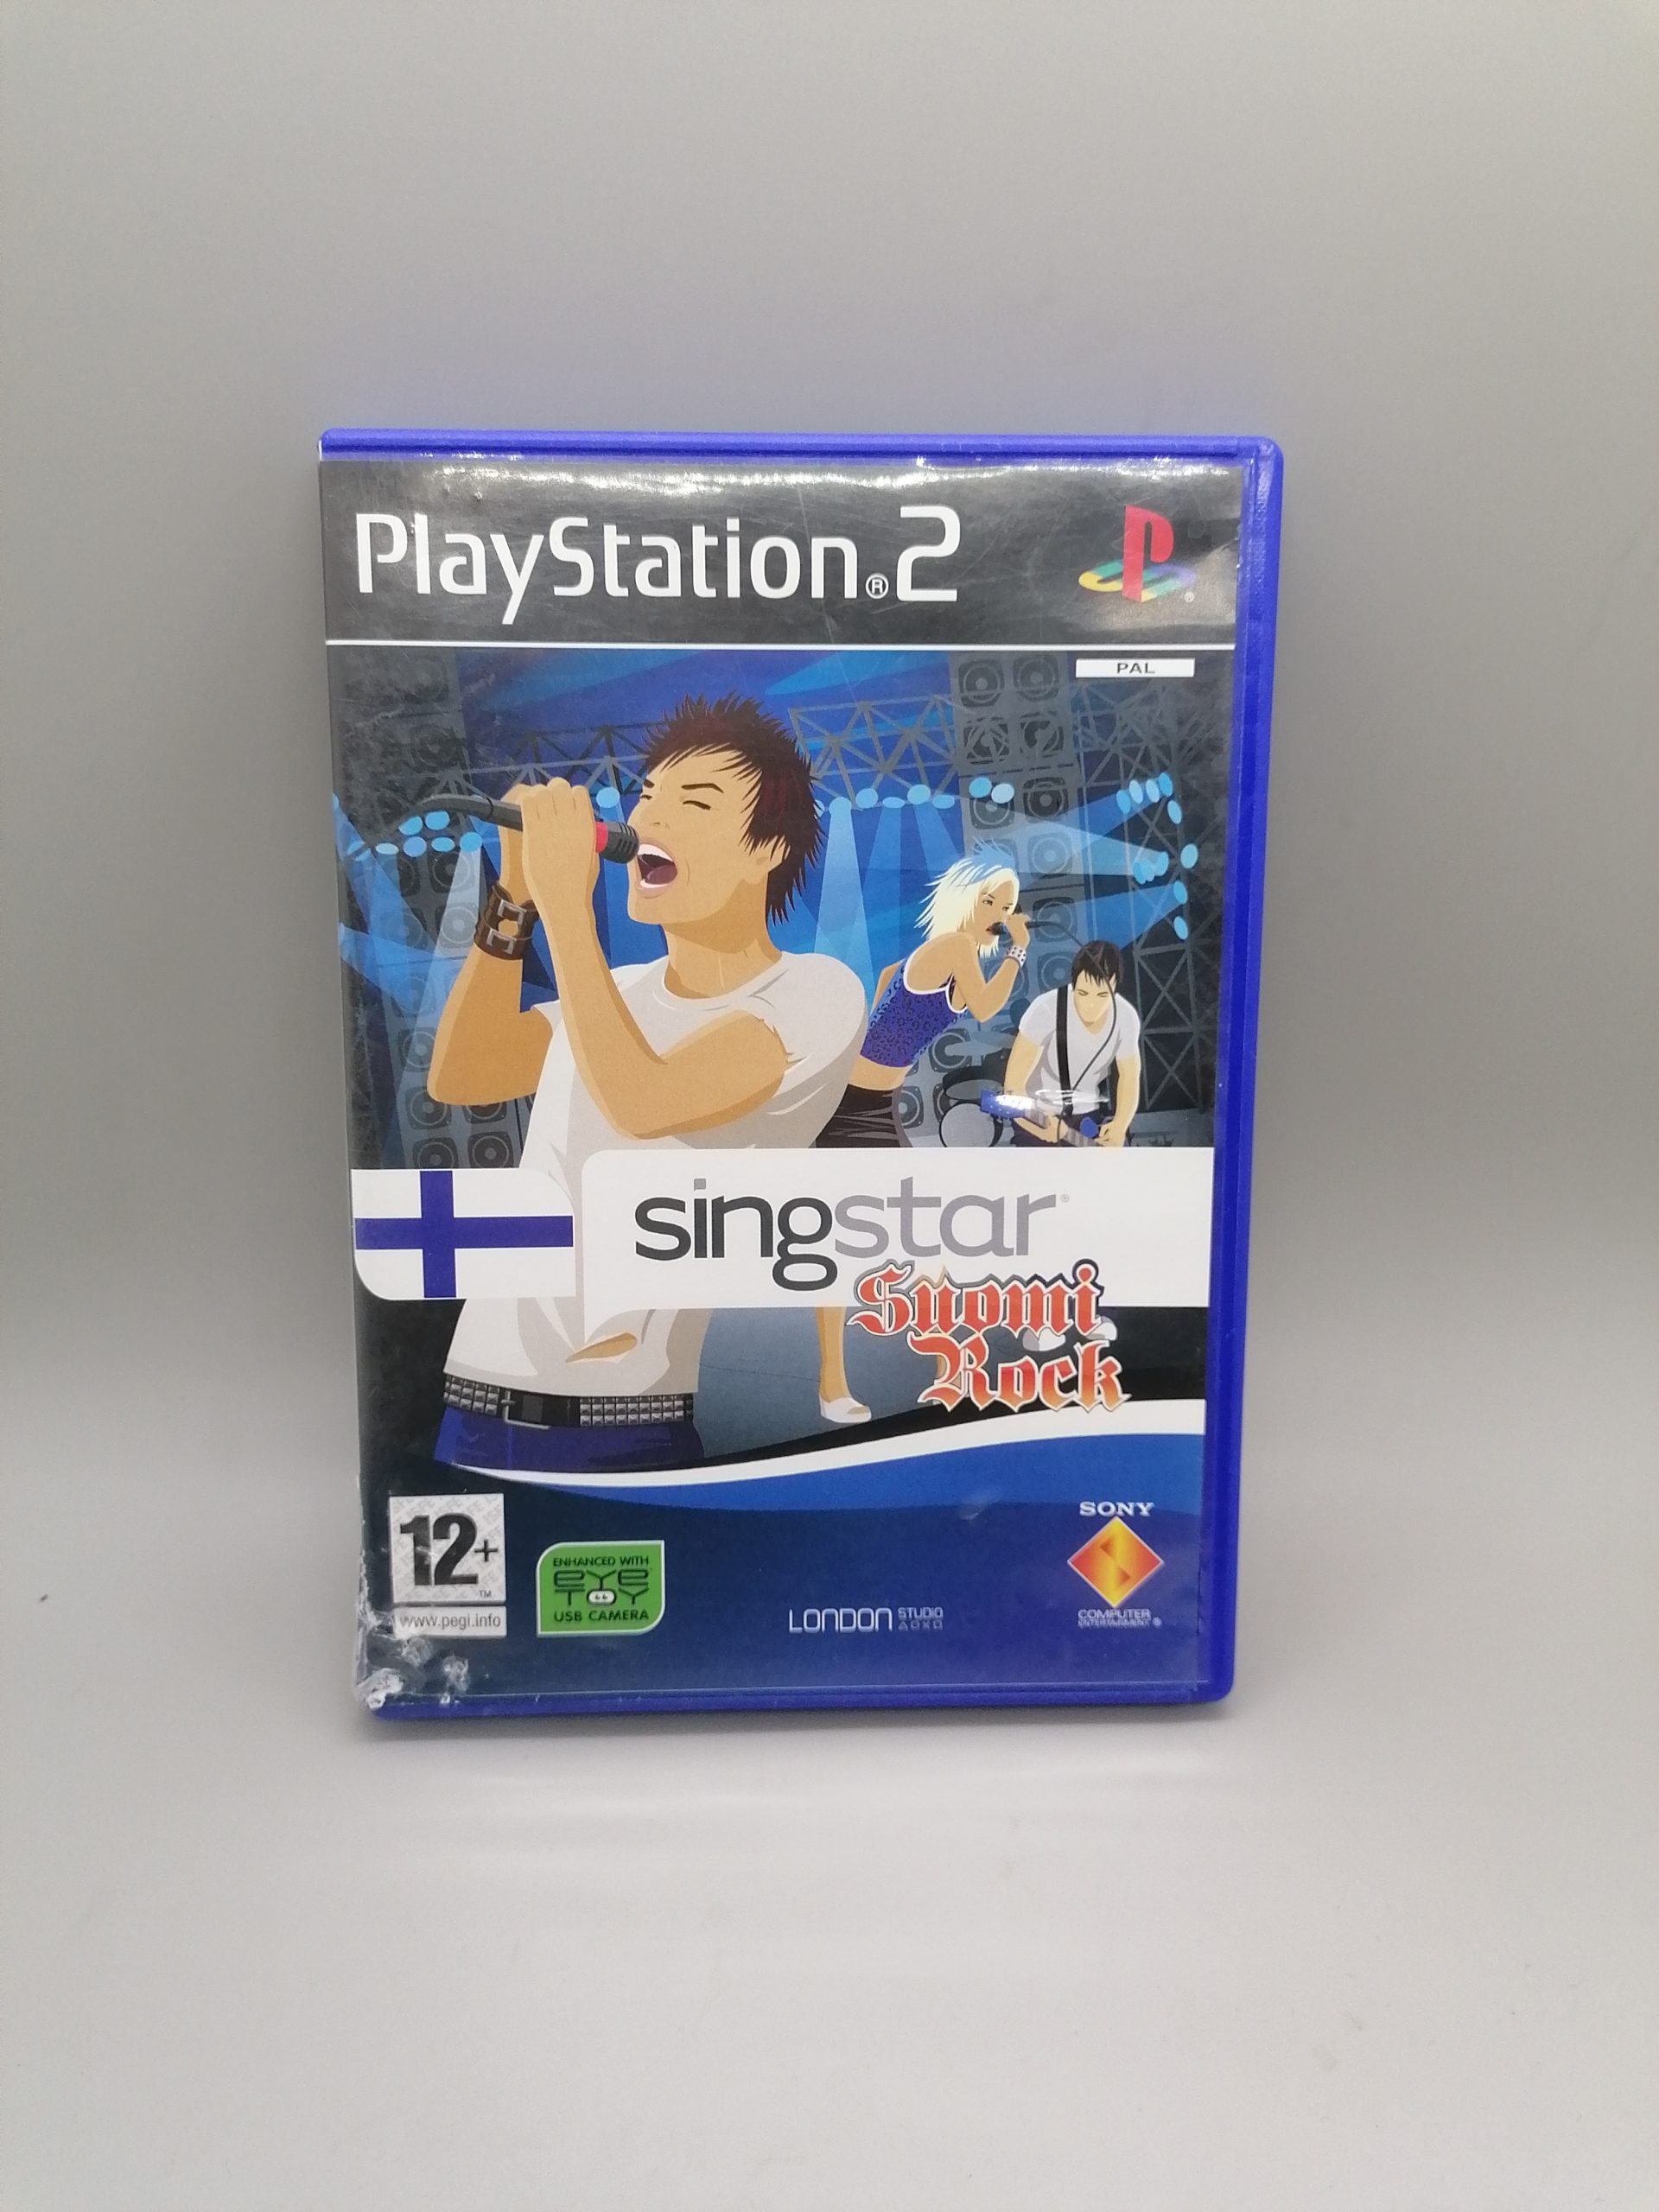 PlayStation®2
PAL
singstar®
Suomi
Rock
12+
TM
www.pegi.info
ENHANCED WITH
EYE
TOY
USB CAMERA
LONDON STUDIO
SONY
COMPUTER
ENTERTAINMENT®